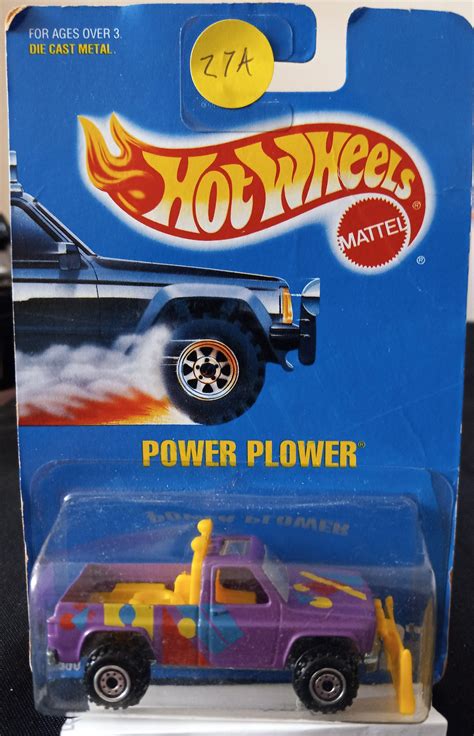 FOR AGES OVER 3.
DIE CAST METAL.
27A
HOT WHEELS®
MATTEL
®
POWER PLOWER®